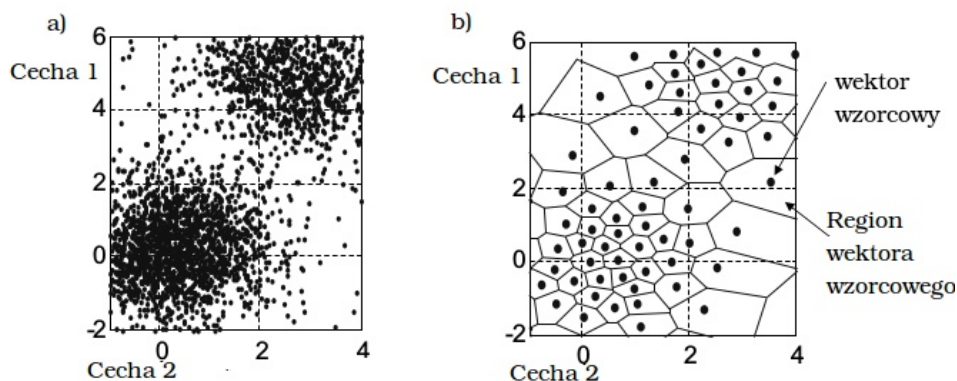 a)
6
Cecha 1
4
2
0
-2
0 2 4
Cecha 2
b)
6
Cecha 1
4
2
0
-2
0 2 4
Cecha 2
wektor
wzorcowy
Region
wektora
wzorcowego